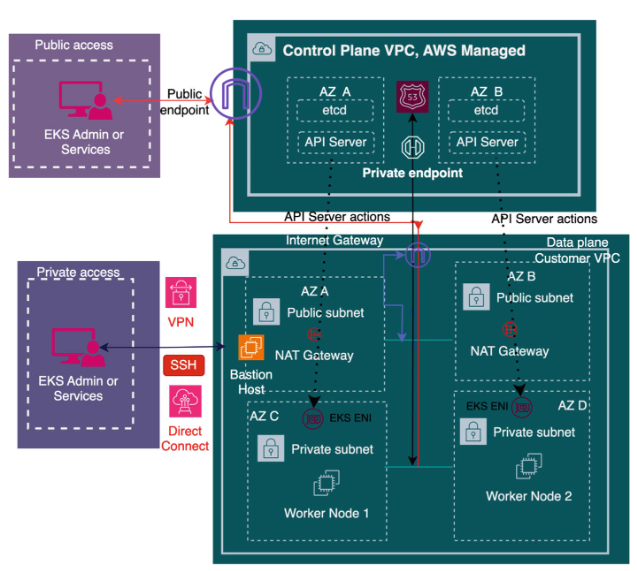 Public access
EKS Admin or
Services
Public
endpoint
Control Plane VPC, AWS Managed
AZ A
etcd
API Server
53
AZ B
etcd
API Server
Private endpoint
API Server actions
API Server actions
Internet Gateway
Data plane
Customer VPC
Private access
EKS Admin or
Services
VPN
SSH
Direct
Connect
AZ A
Public subnet
NAT Gateway
Bastion
Host
AZ B
Public subnet
NAT Gateway
AZ C
EKS ENI
Private subnet
Worker Node 1
EKS ENI
AZ D
Private subnet
Worker Node 2